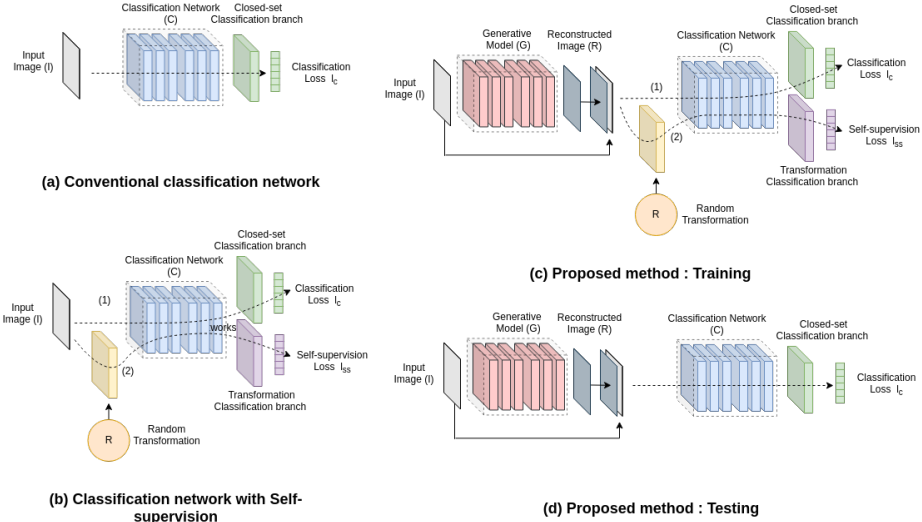 Classification Network
(C)
Closed-set
Classification branch
Input
Image (I)
Classification
Loss lc
(a) Conventional classification network
Closed-set
Classification branch
Classification Network
(C)
(1)
Input
Image (I)
Classification
Loss lc
works
(2)
Self-supervision
Loss lss
Transformation
Classification branch
R
Random
Transformation
(b) Classification network with Self-
supervision
Closed-set
Classification branch
Generative
Model (G)
Reconstructed
Image (R)
Classification Network
(C)
Input
Image (I)
Classification
Loss lc
(1)
(2)
Self-supervision
Loss lss
Transformation
Classification branch
R
Random
Transformation
(c) Proposed method : Training
Generative
Model (G)
Reconstructed
Image (R)
Classification Network
(C)
Closed-set
Classification branch
Input
Image (I)
Classification
Loss lc
(d) Proposed method : Testing